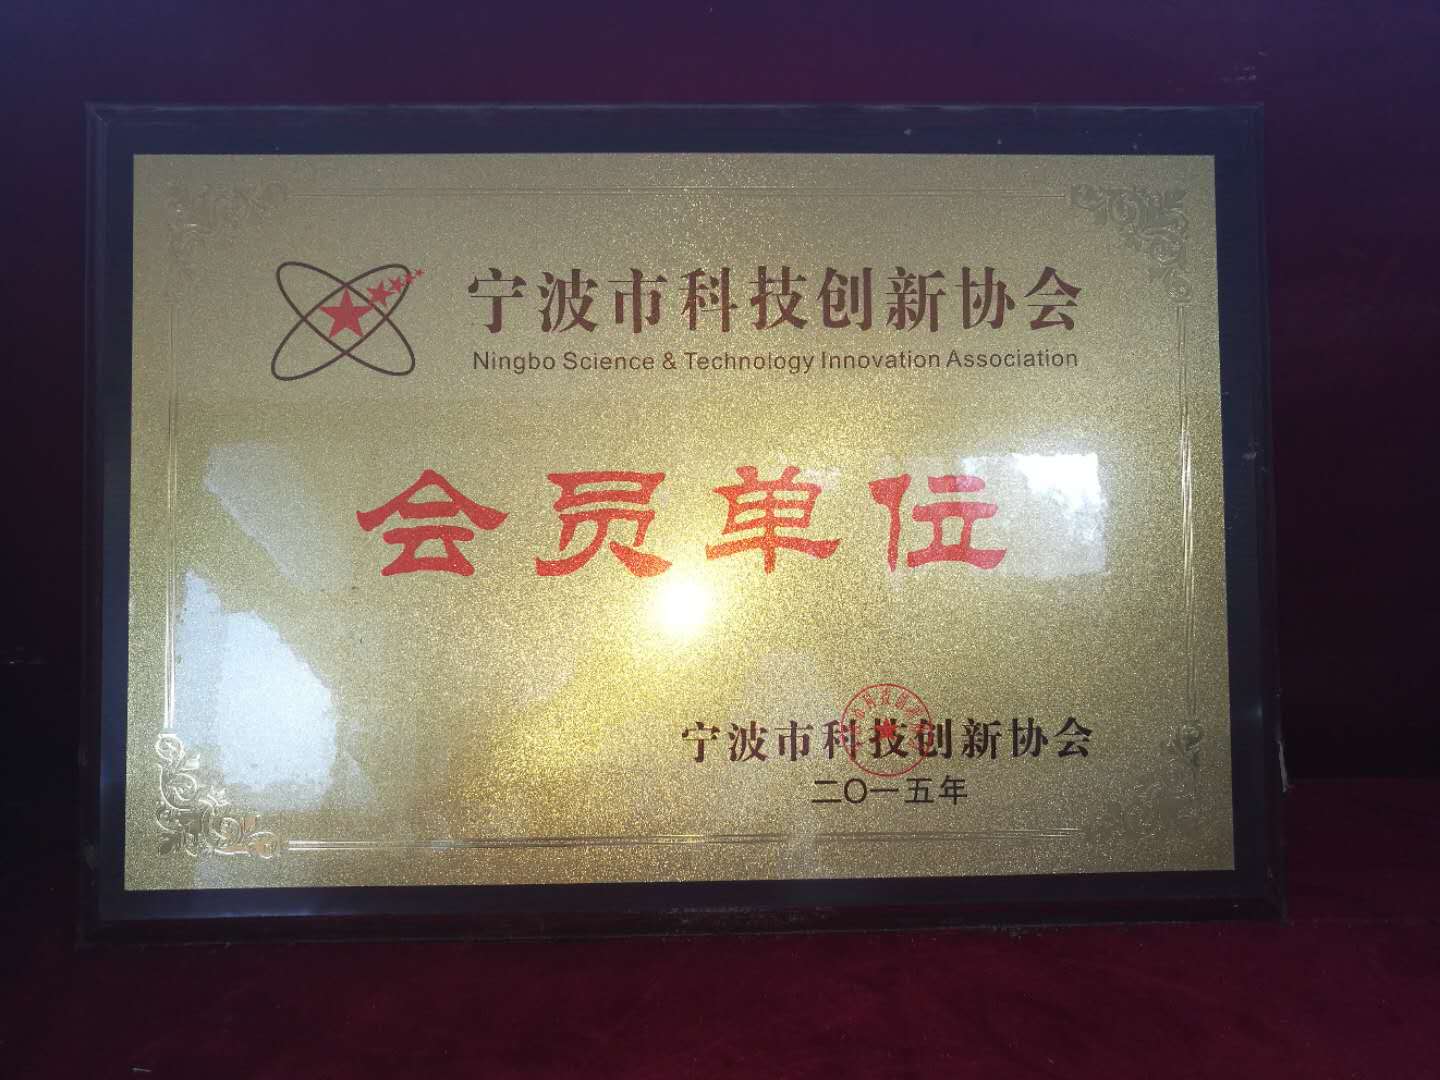 宁波市科技创新协会
Ningbo Science & Technology Innovation Association
会员单位
宁波市科技创新协会
二〇一五年